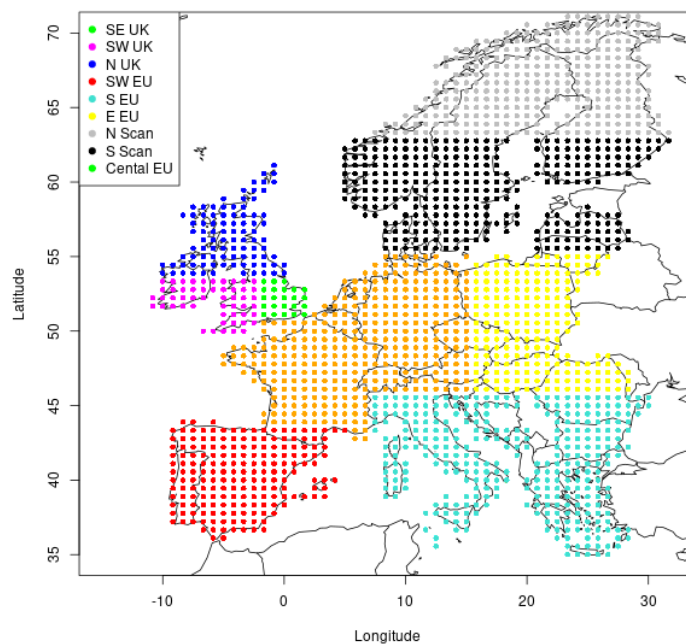 SE UK
SW UK
N UK
SW EU
S EU
E EU
N Scan
S Scan
Cental EU
70
65
60
55
50
45
40
35
Latitude
-10 0 10 20 30
Longitude